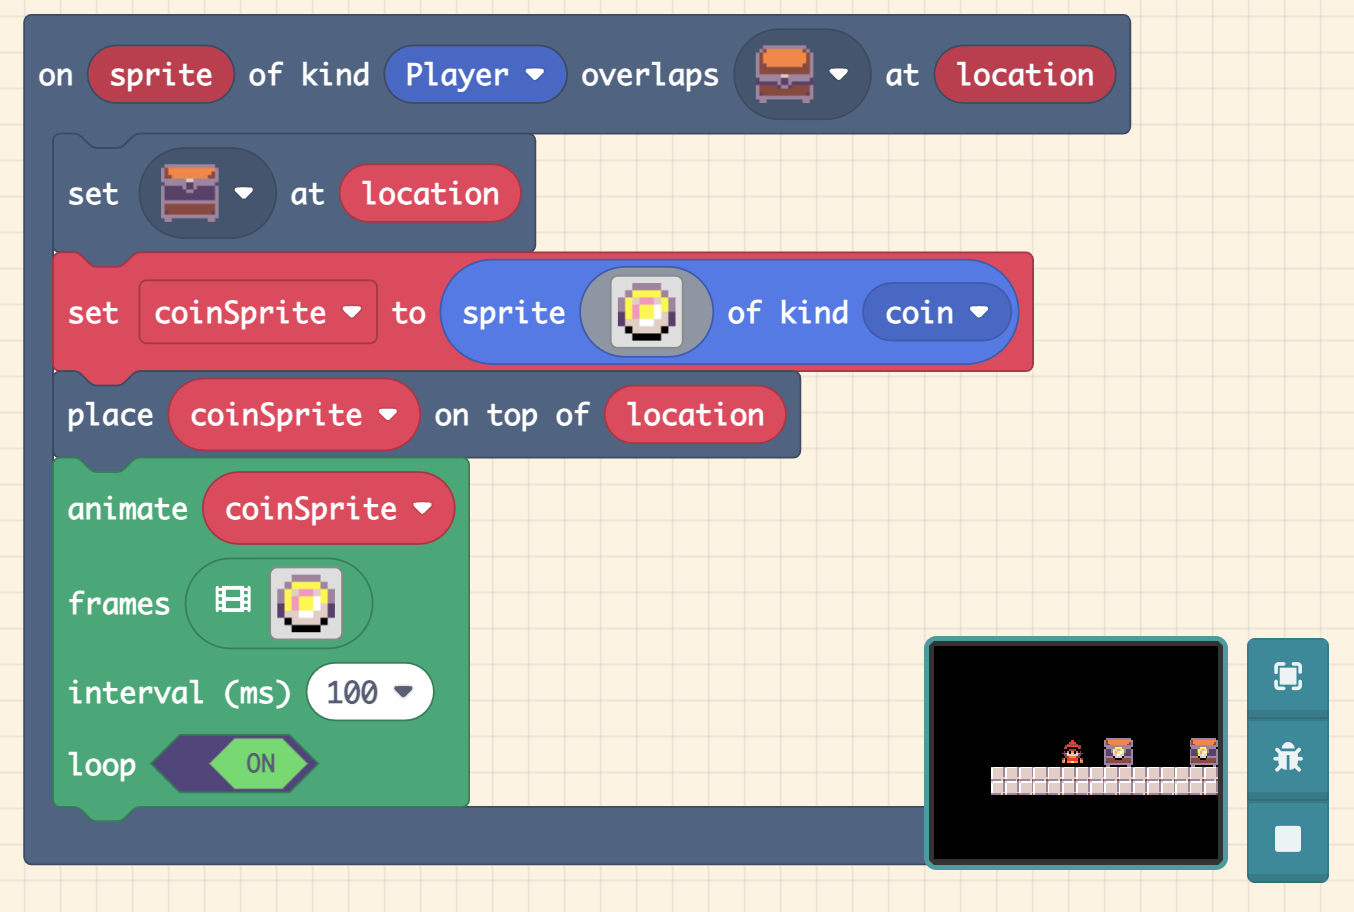 on sprite of kind Player overlaps at location
set at location
set coinSprite to sprite of kind coin
place coinSprite on top of location
animate coinSprite
frames
interval (ms) 100
loop ON